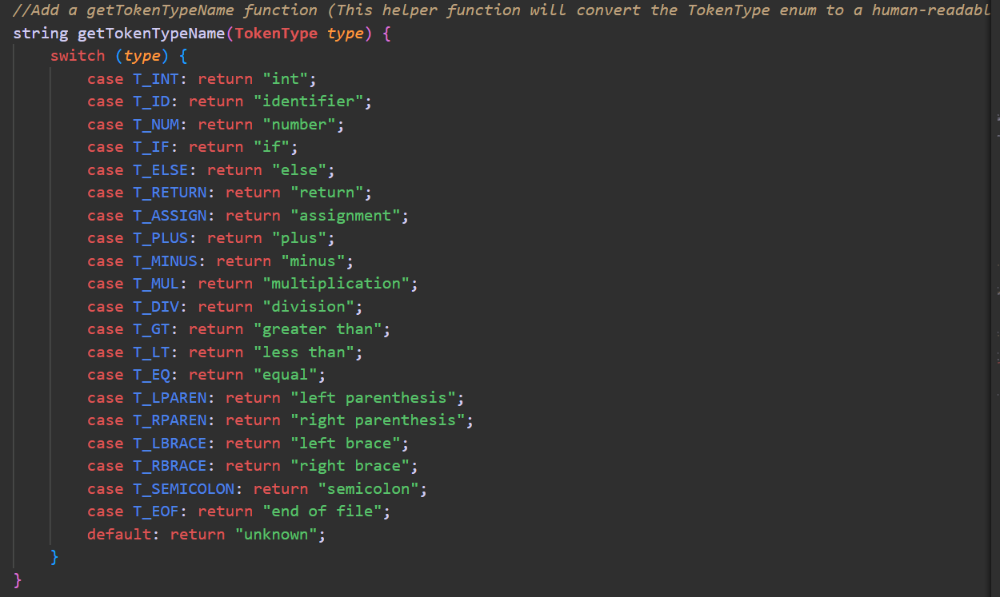 //Add a getTokenTypeName function (This helper function will convert the TokenType enum to a human-readabl
string getTokenTypeName(TokenType type) {
switch (type) {
case T_INT: return "int";
case T_ID: return "identifier";
case T_NUM: return "number";
case T_IF: return "if";
case T_ELSE: return "else";
case T_RETURN: return "return";
case T_ASSIGN: return "assignment";
case T_PLUS: return "plus";
case T_MINUS: return "minus";
case T_MUL: return "multiplication";
case T_DIV: return "division";
case T_GT: return "greater than";
case T_LT: return "less than";
case T_EQ: return "equal";
case T_LPAREN: return "left parenthesis";
case T_RPAREN: return "right parenthesis";
case T_LBRACE: return "left brace";
case T_RBRACE: return "right brace";
case T_SEMICOLON: return "semicolon";
case T_EOF: return "end of file";
default: return "unknown";
}
}